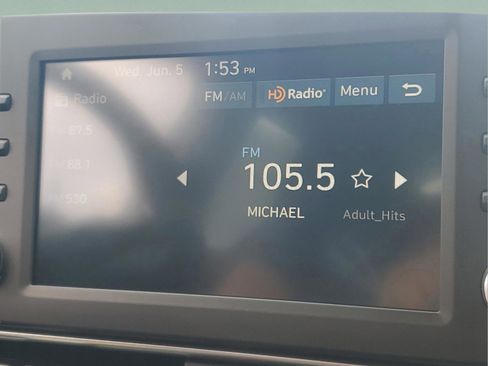 Wed, Jun. 5 1:53 PM
Radio FM/AM HD Radio Menu
87.5
FM
88.1
105.5
FM 530
MICHAEL Adult_Hits